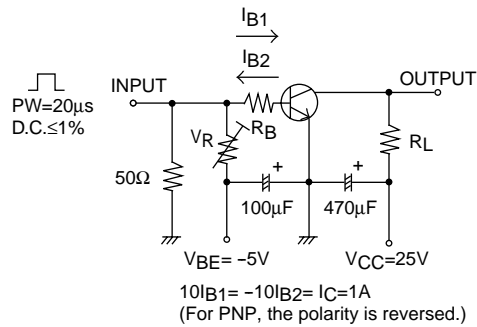 IB1
IB2
INPUT
OUTPUT
PW=20μs
D.C.≤1%
RB
VR
RL
50Ω
+
+
100μF
470μF
VBE= –5V
VCC=25V
10IB1= –10IB2= IC=1A
(For PNP, the polarity is reversed.)